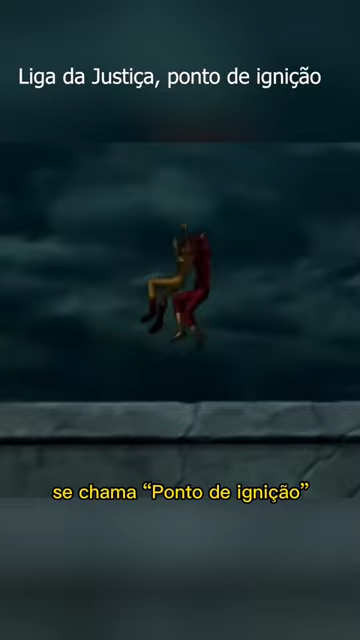 Liga da Justiça, ponto de ignição
se chama “Ponto de ignição”